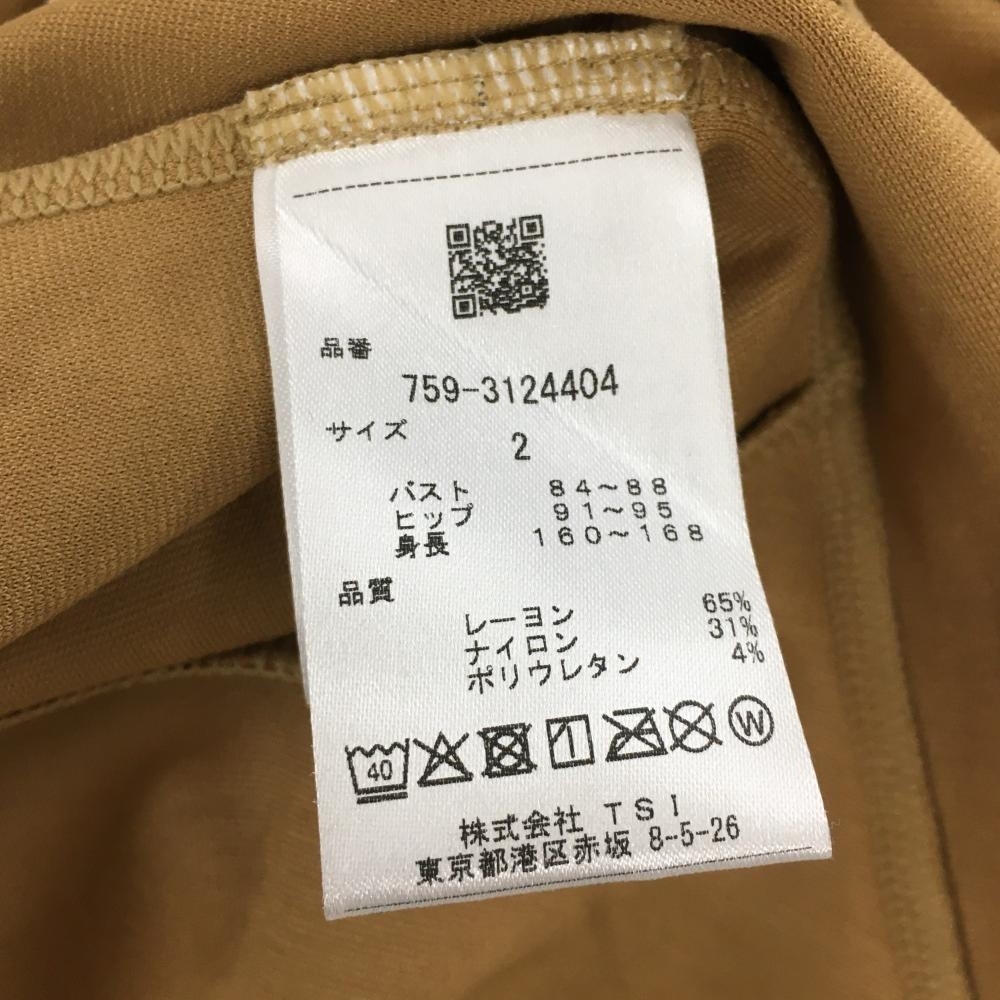 品番
759-3124404
サイズ
2
バスト 84~88
ヒップ 91~95
身長 160~168
品質
レーヨン 65%
ナイロン 31%
ポリウレタン 4%
40 W
株式会社 TSI
東京都港区赤坂 8-5-26